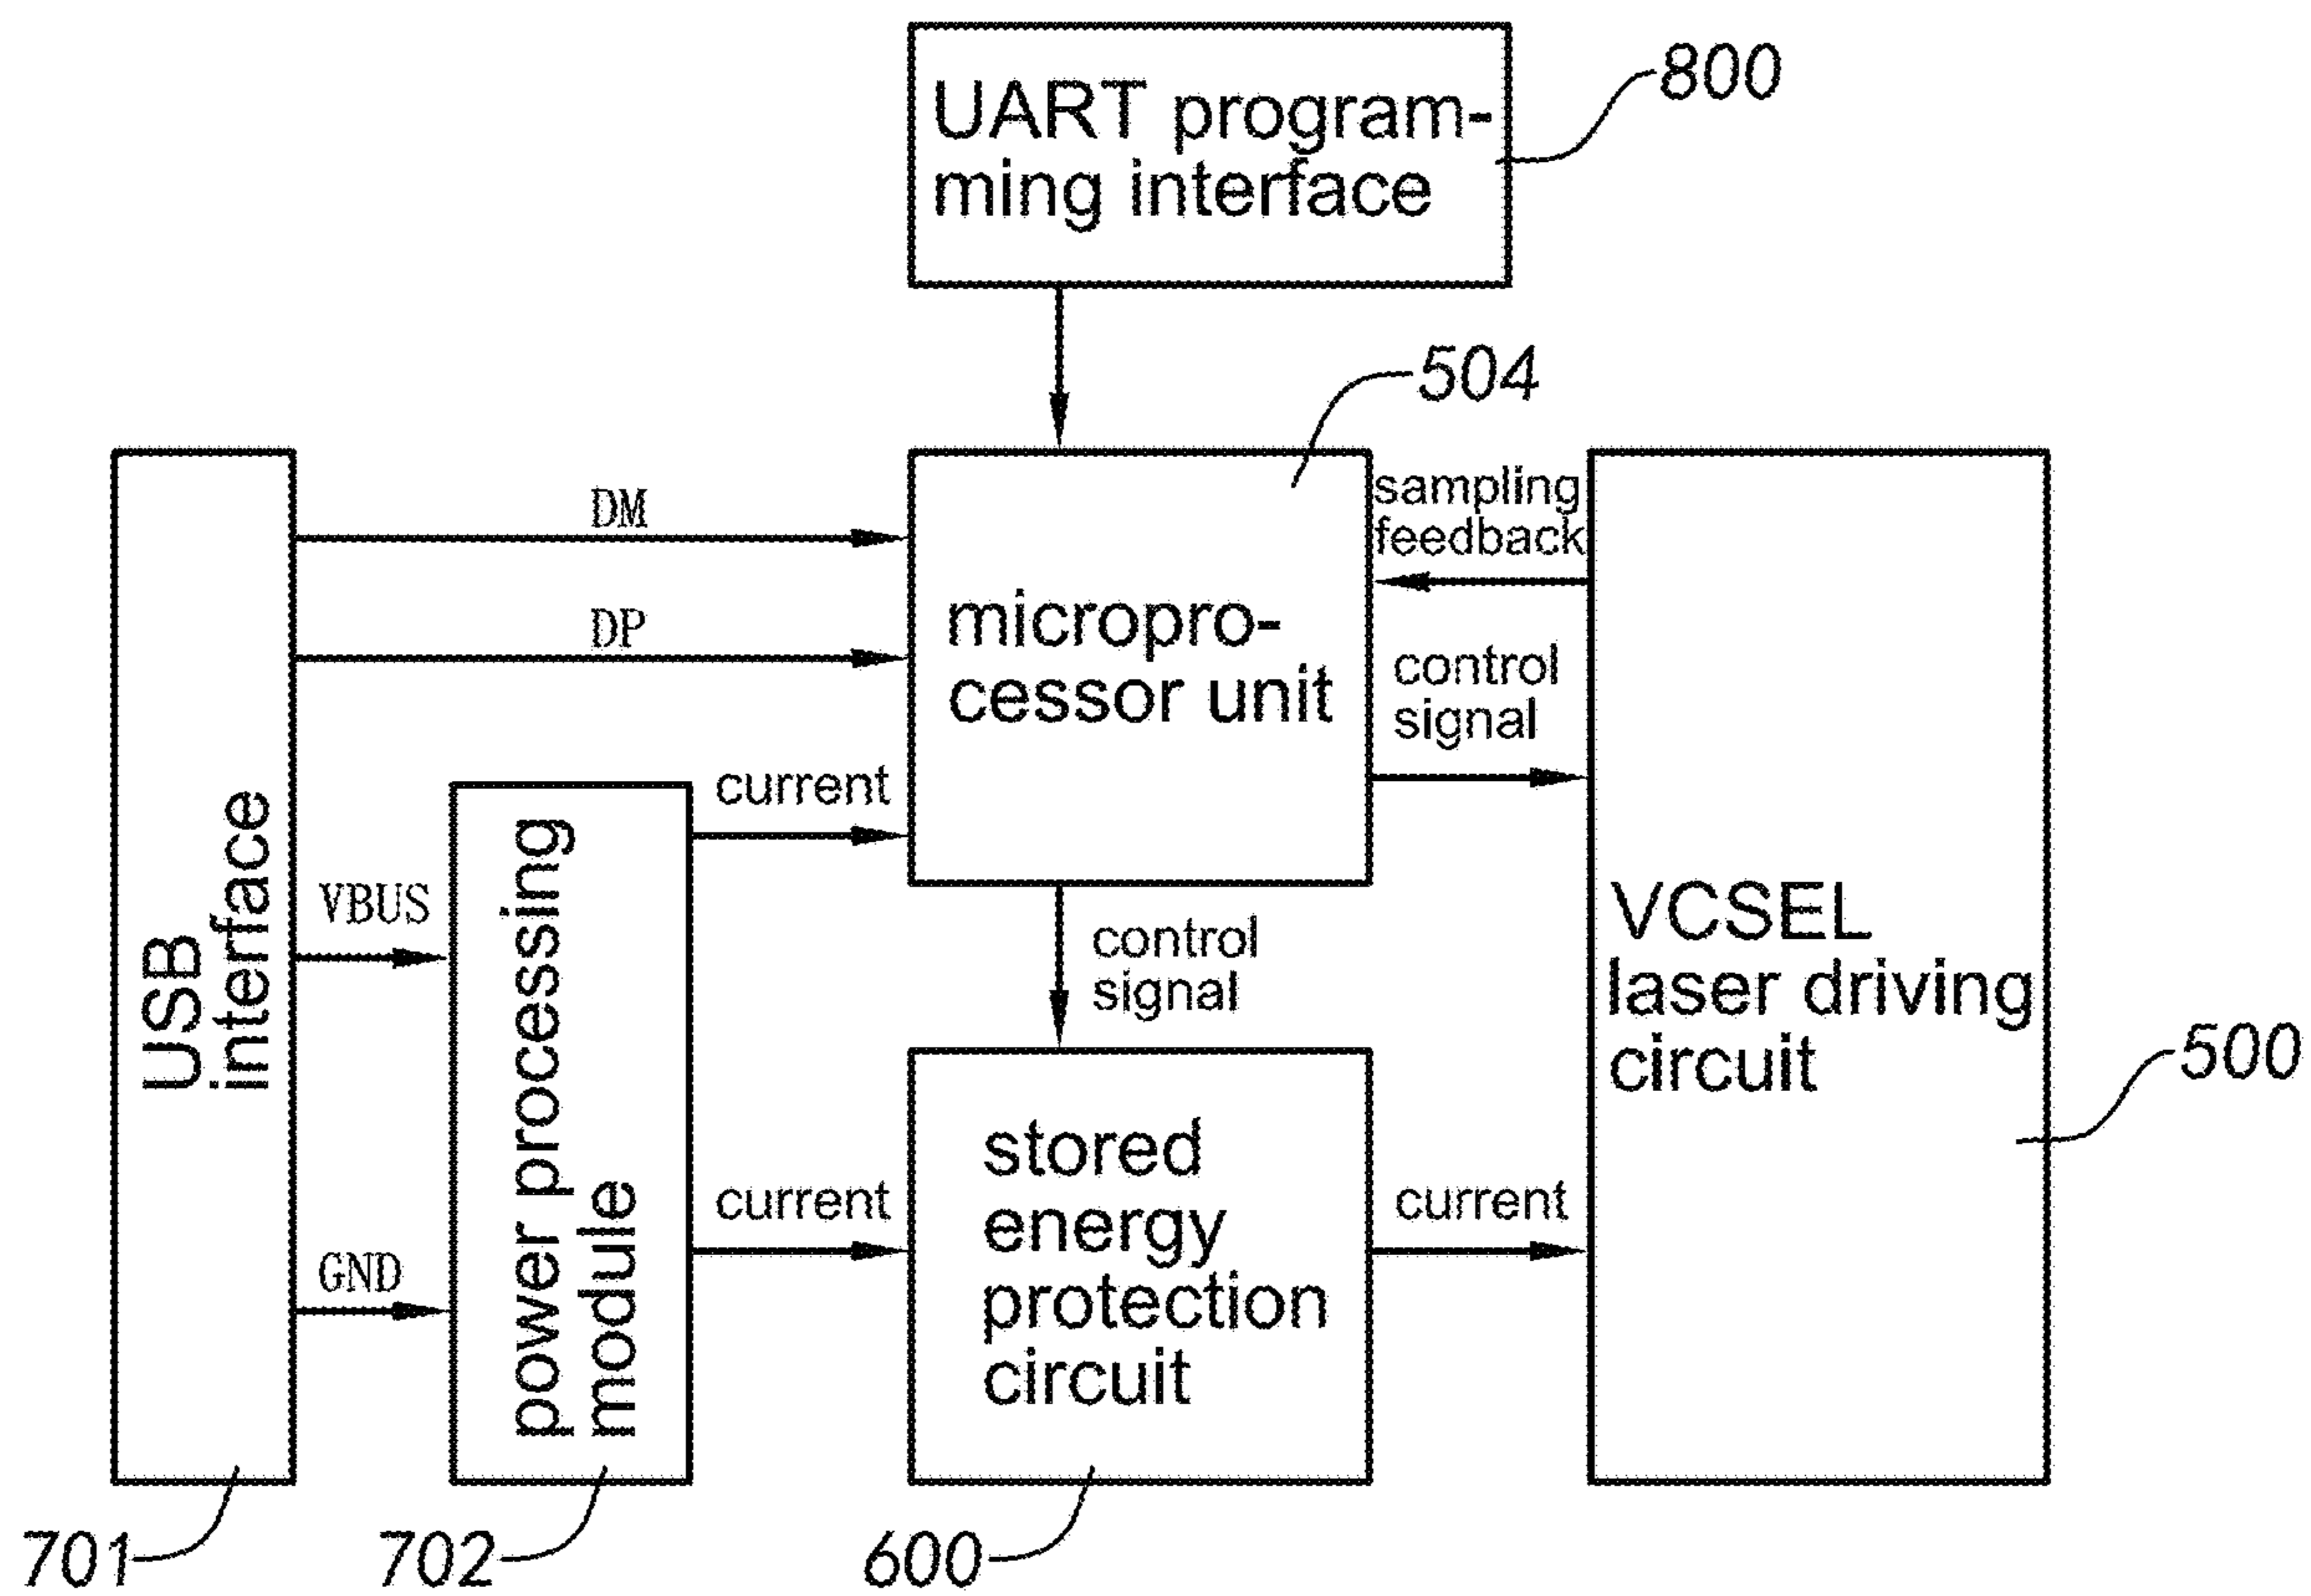 UART program-
ming interface
800
504
DM
sampling
feedback
DP
micropro-
cessor unit
control
signal
current
USB
interface
VBUS
power processing
module
control
signal
VCSEL
laser driving
circuit
500
GND
current
stored
energy
protection
circuit
current
701
702
600